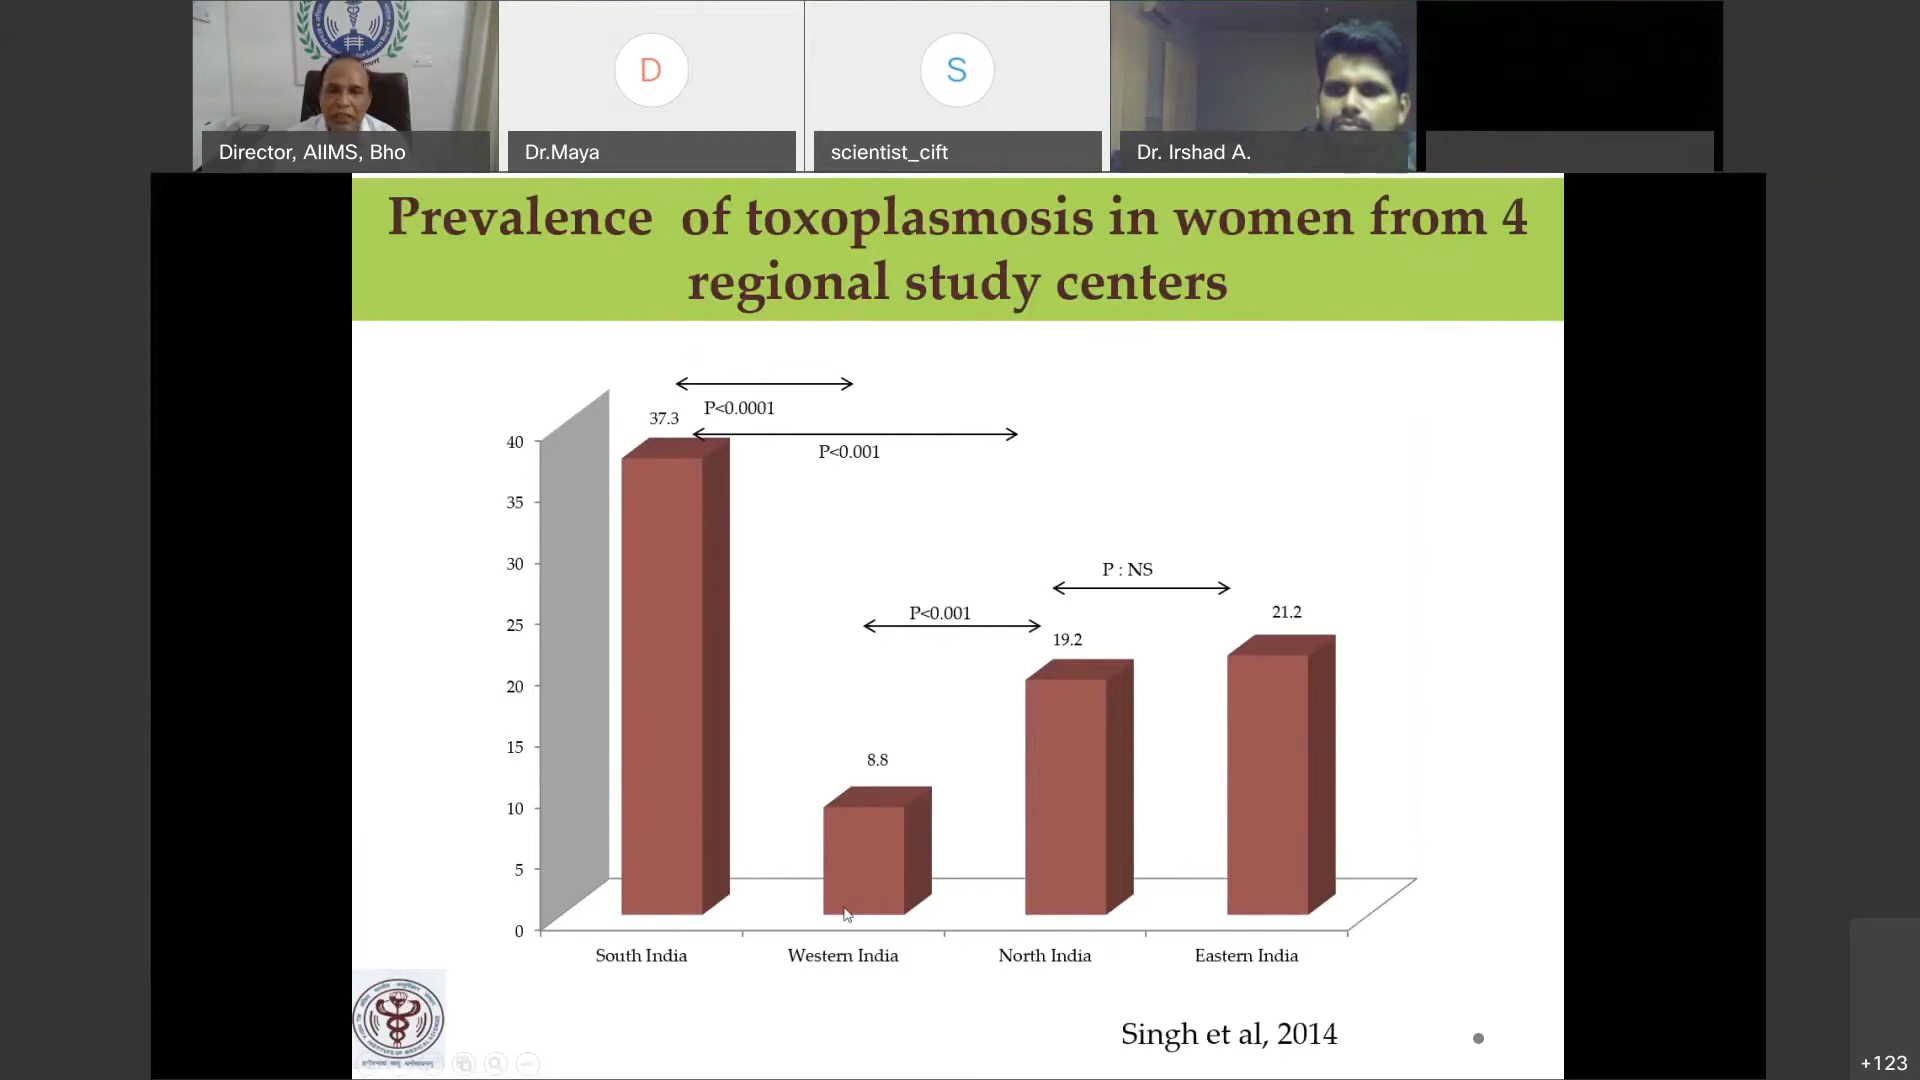 D
S
Director, AIIMS, Bho
Dr.Maya
scientist_cift
Dr. Irshad A.
Prevalence of toxoplasmosis in women from 4
regional study centers
37.3
P<0.0001
P<0.001
P : NS
P<0.001
21.2
19.2
8.8
40
35
30
25
20
15
10
5
0
South India
Western India
North India
Eastern India
Singh et al, 2014
+123